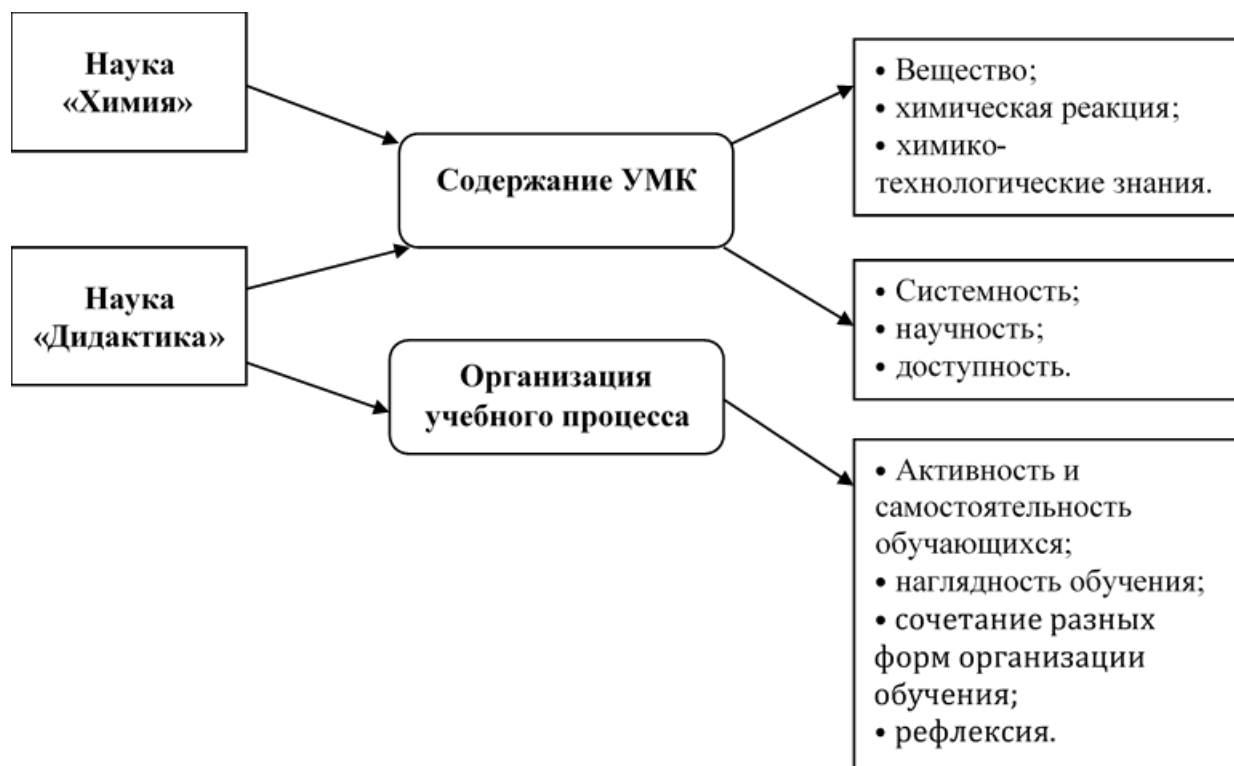 Наука
«Химия»
Содержание УМК
• Вещество;
• химическая реакция;
• химико-
технологические знания.
Наука
«Дидактика»
• Системность;
• научность;
• доступность.
Организация
учебного процесса
• Активность и
самостоятельность
обучающихся;
• наглядность обучения;
• сочетание разных
форм организации
обучения;
• рефлексия.